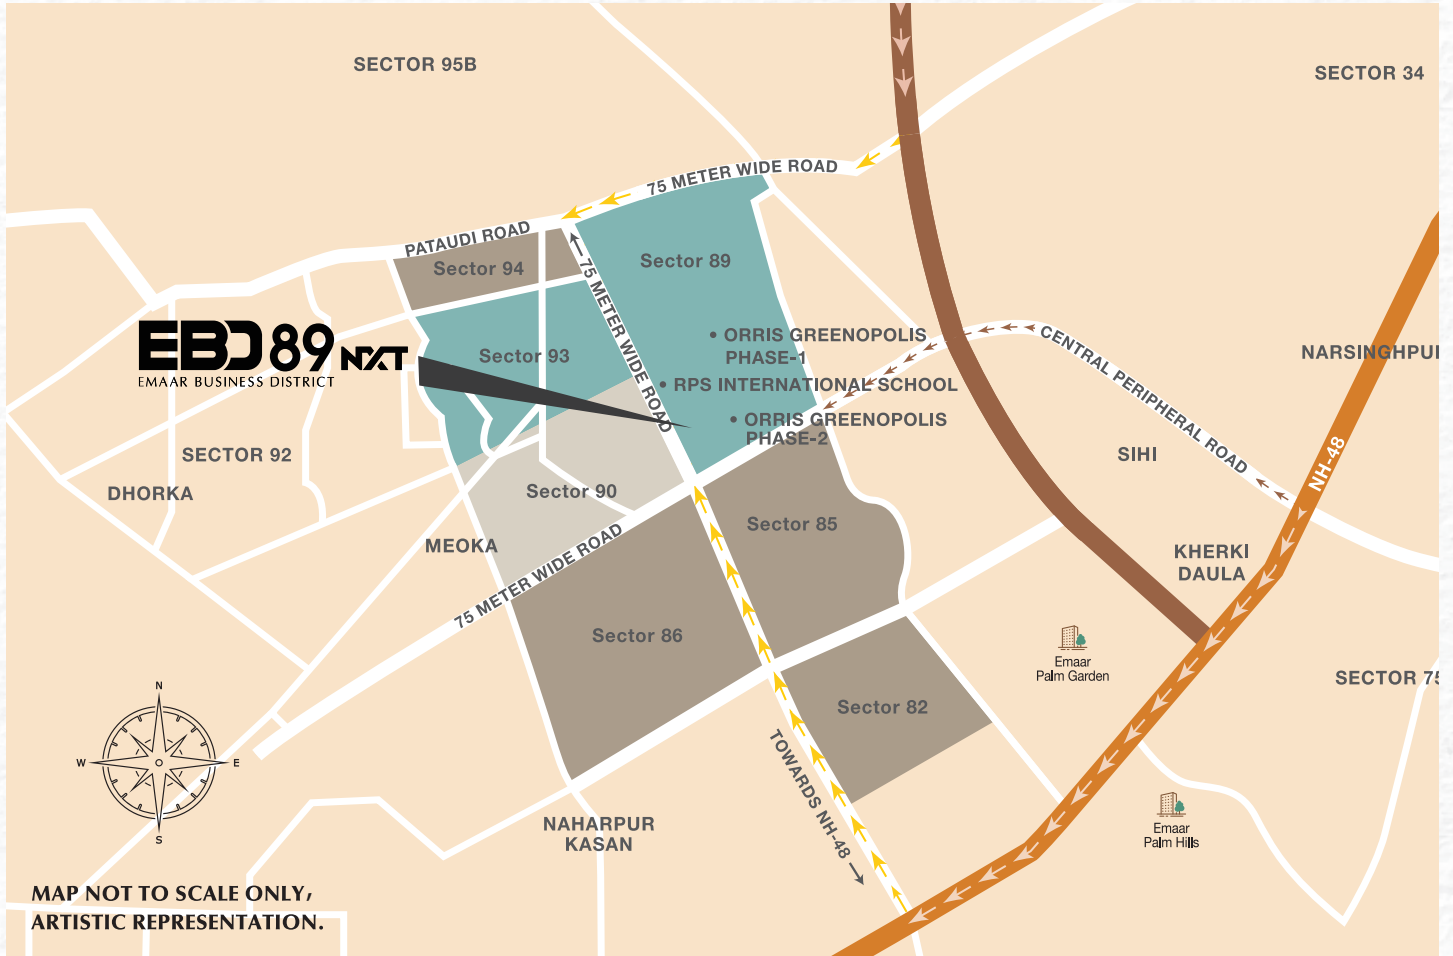 SECTOR 95B
SECTOR 34
75 METER WIDE ROAD
PATAUDI ROAD
Sector 94
Sector 89
75 METER WIDE ROAD
EBD 89 NXT
EMAAR BUSINESS DISTRICT
Sector 93
• ORRIS GREENOPOLIS
PHASE-1
• RPS INTERNATIONAL SCHOOL
• ORRIS GREENOPOLIS
PHASE-2
CENTRAL PERIPHERAL ROAD
NARSINGHPUR
SECTOR 92
DHORKA
SIHI
NH-48
Sector 90
Sector 85
MEOKA
75 METER WIDE ROAD
KHERKI
DAULA
Sector 86
Emaar
Palm Garden
SECTOR 75
Sector 82
N
W
E
S
TOWARDS NH-48
NAHARPUR
KASAN
Emaar
Palm Hills
MAP NOT TO SCALE ONLY,
ARTISTIC REPRESENTATION.